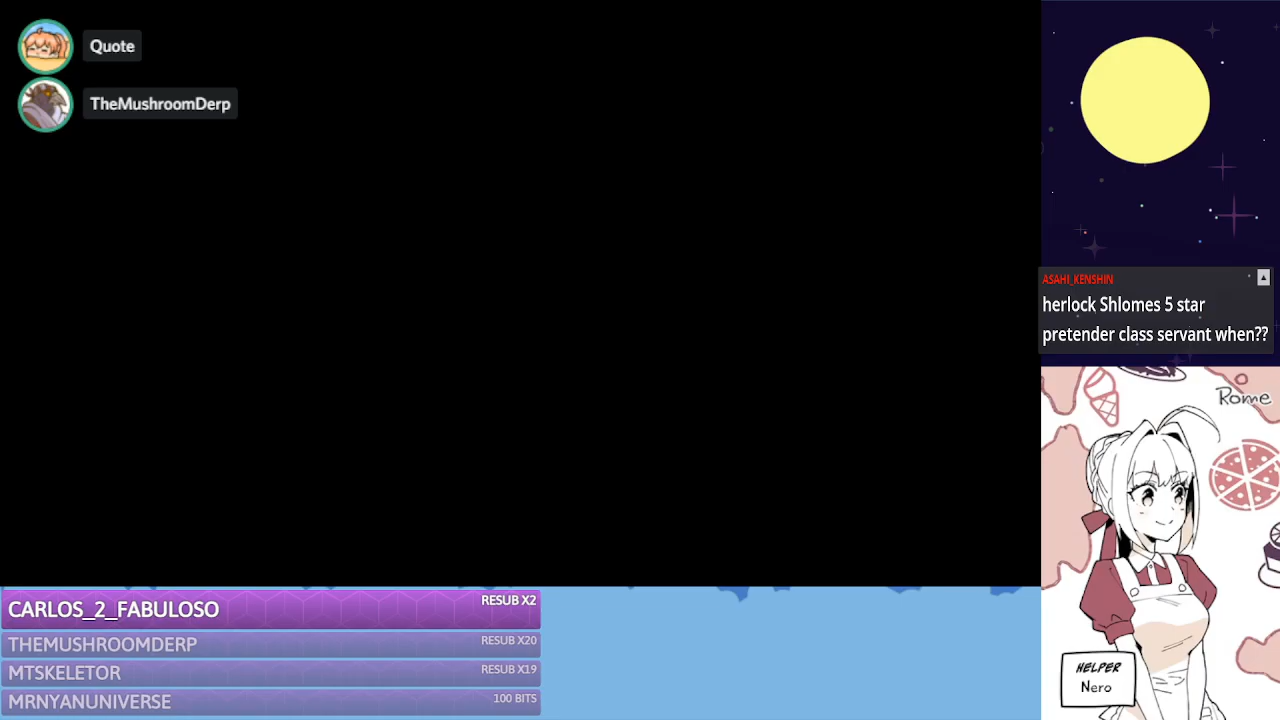 Quote
TheMushroomDerp
ASAHI_KENSHIN
herlock Shlomes 5 star
pretender class servant when??
Rome
HELPER
Nero
CARLOS_2_FABULOSO RESUB X2
THEMUSHROOMDERP RESUB X20
MTSKELETOR RESUB X19
MRNYANUNIVERSE 100 BITS